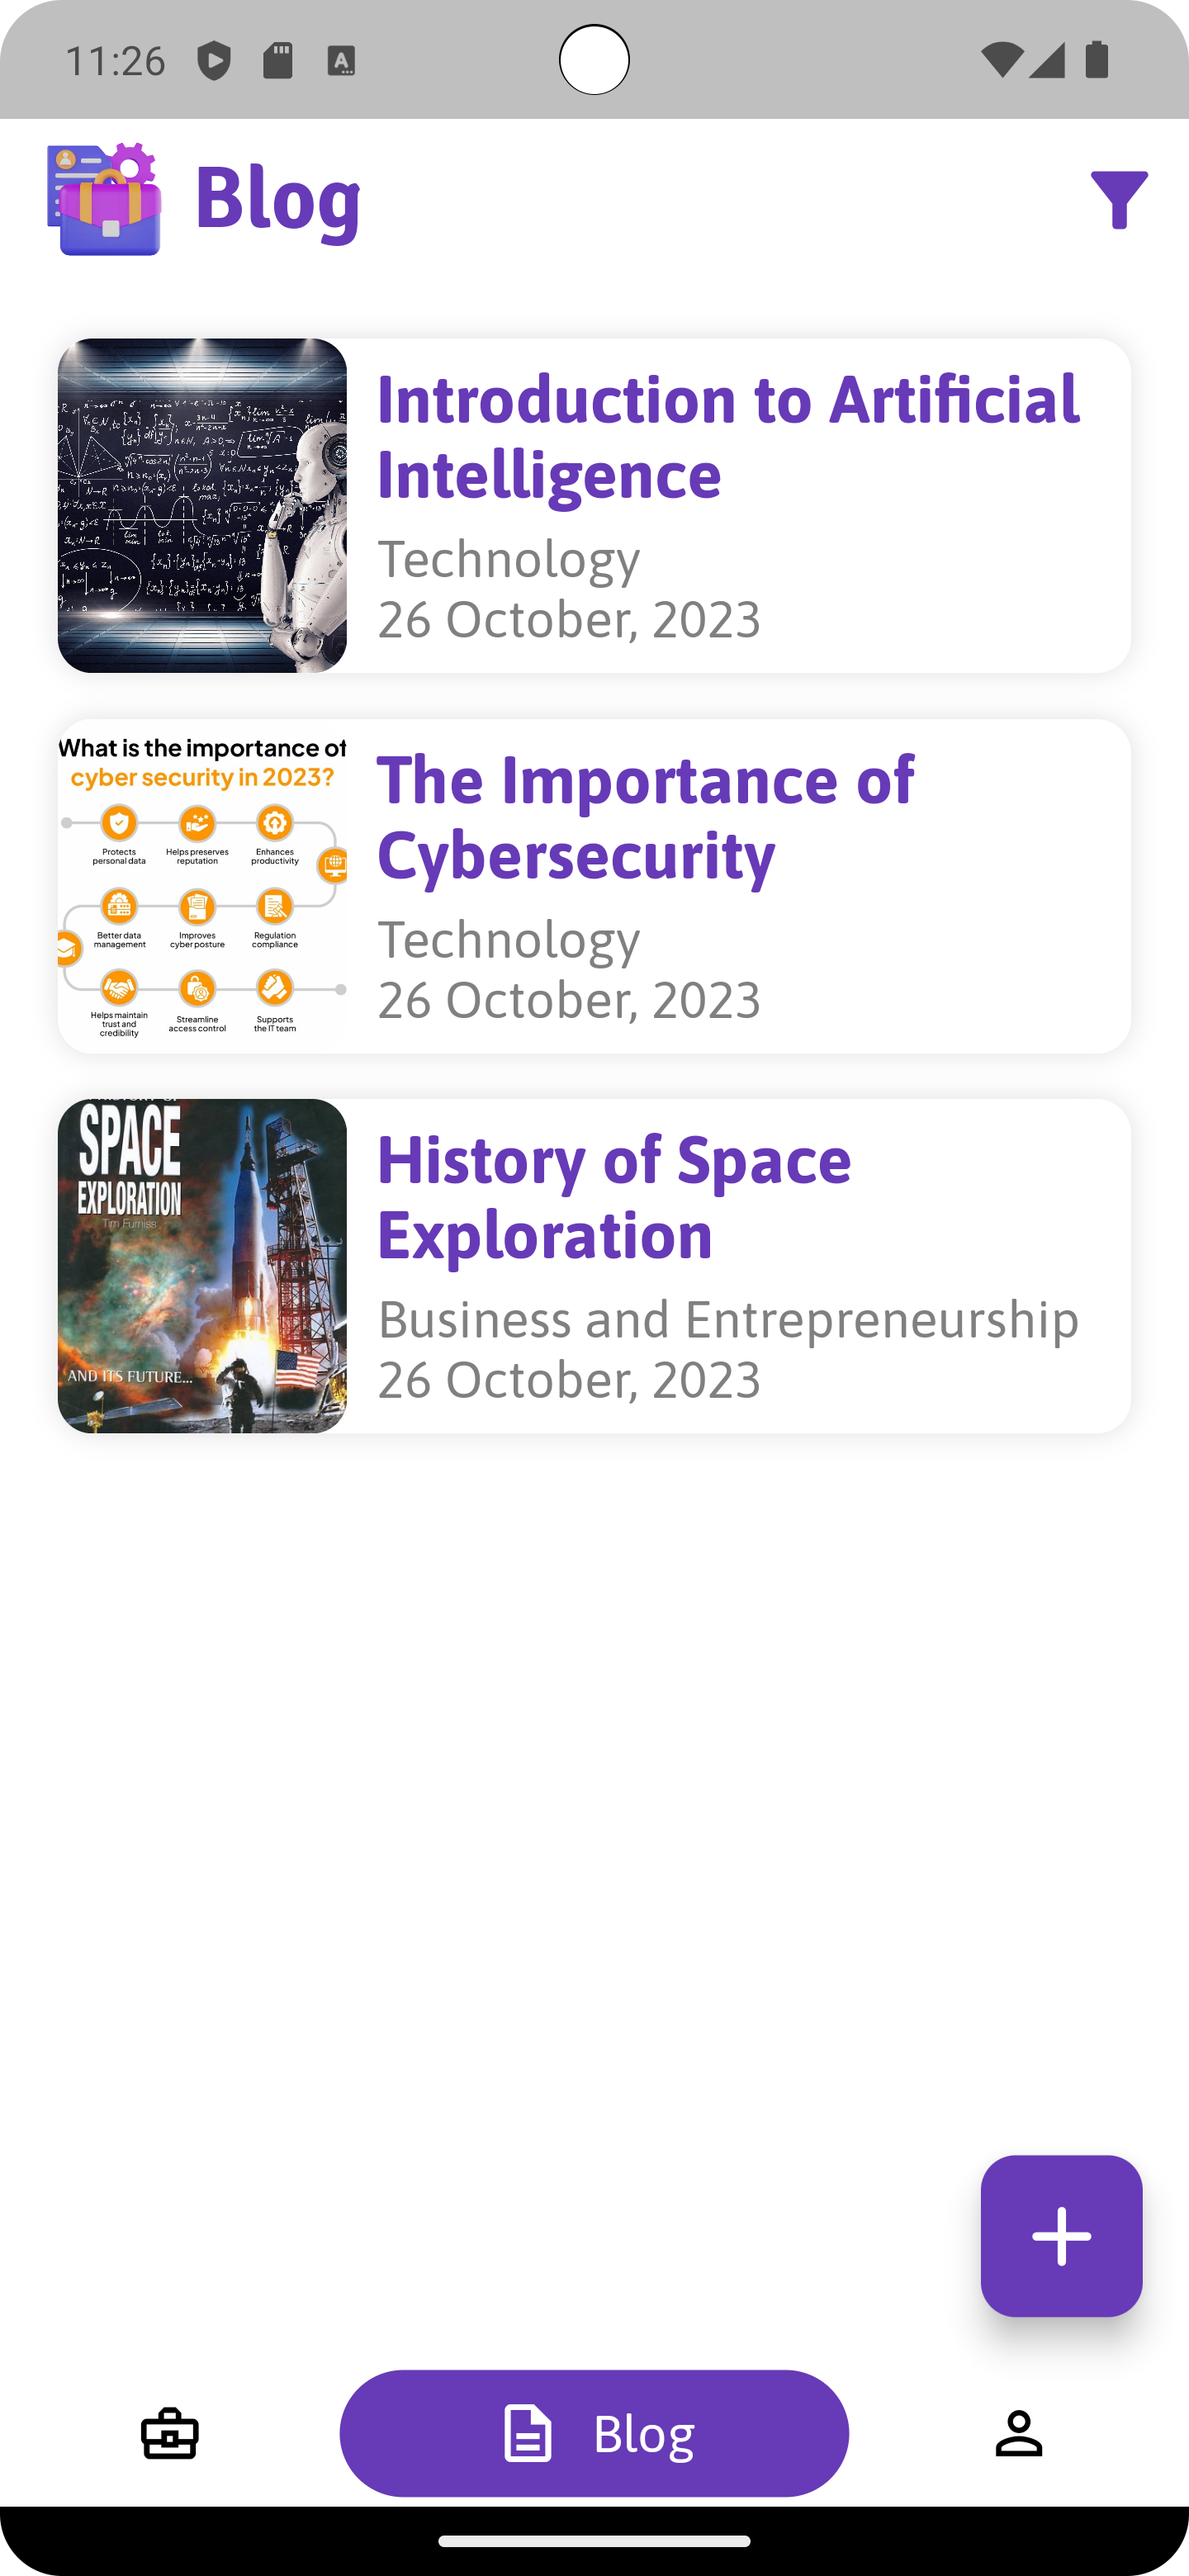 11:26
Blog
Introduction to Artificial
Intelligence
Technology
26 October, 2023
What is the importance of
cyber security in 2023?
Protects
personal data
Helps preserves
reputation
Enhances
productivity
Better data
management
Improves
cyber posture
Regulation
compliance
Helps maintain
trust and
credibility
Streamline
access control
Supports
the IT team
The Importance of
Cybersecurity
Technology
26 October, 2023
SPACE
EXPLORATION
Tim Furniss
AND ITS FUTURE...
History of Space
Exploration
Business and Entrepreneurship
26 October, 2023
Blog